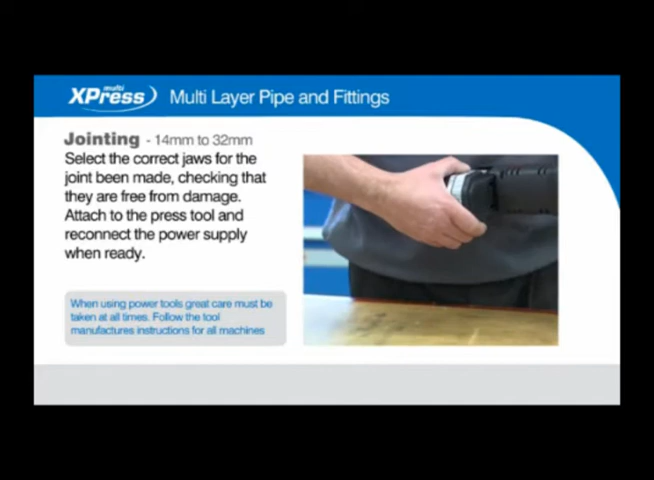 multi
XPress
Multi Layer Pipe and Fittings
Jointing - 14mm to 32mm
Select the correct jaws for the
joint been made, checking that
they are free from damage.
Attach to the press tool and
reconnect the power supply
when ready.
When using power tools great care must be
taken at all times. Follow the tool
manufactures instructions for all machines